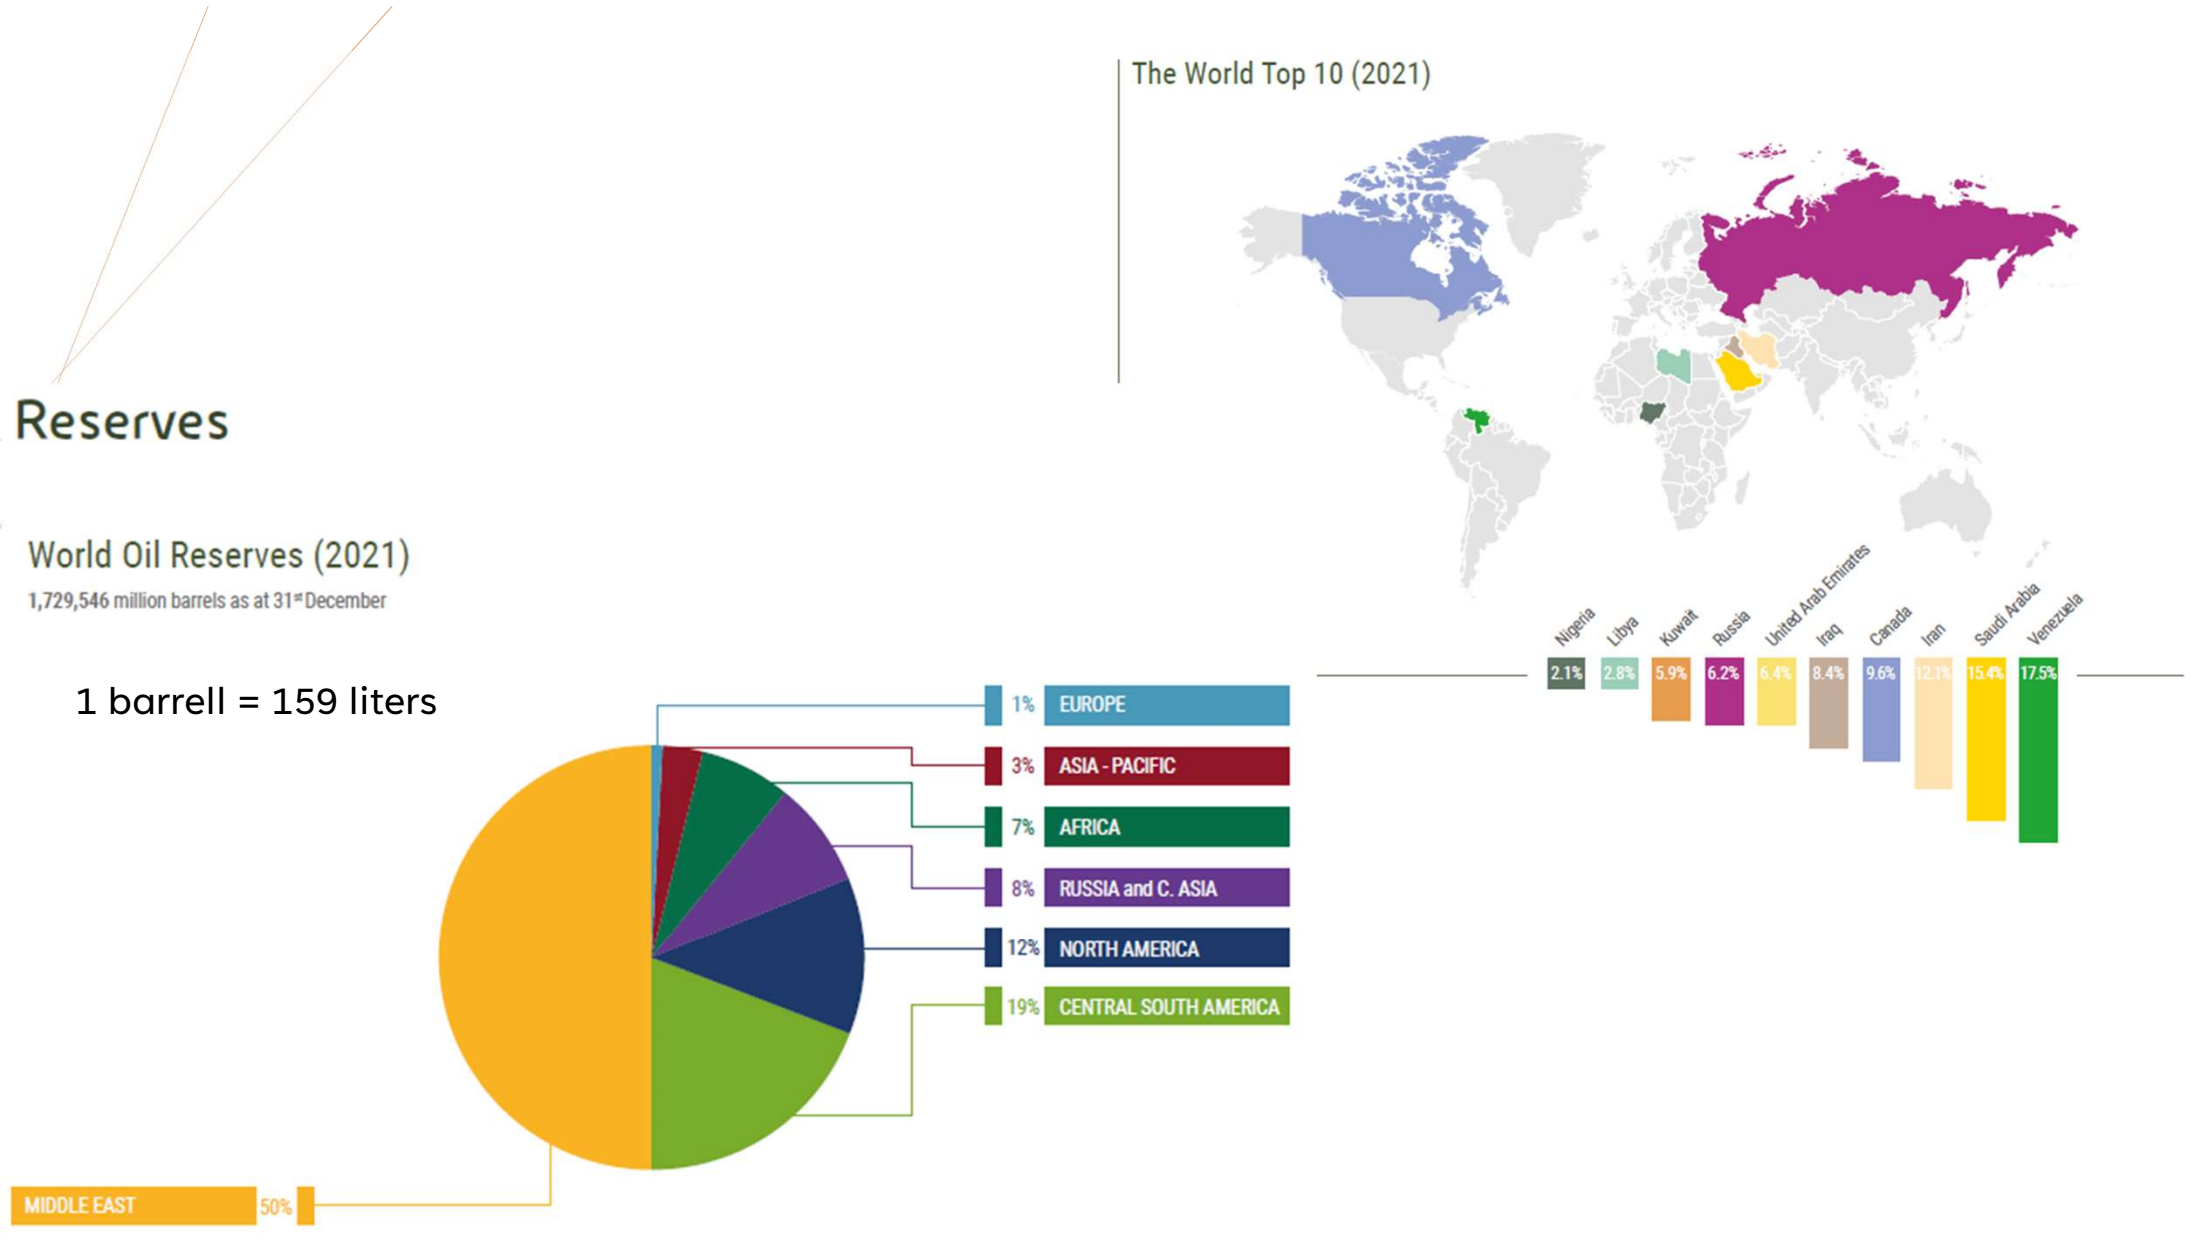 The World Top 10 (2021)
Reserves
World Oil Reserves (2021)
1,729,546 million barrels as at 31st December
1 barrell = 159 liters
Nigeria
Libya
Kuwait
Russia
United Arab Emirates
Iraq
Canada
Iran
Saudi Arabia
Venezuela
2.1% 2.8% 5.9% 6.2% 6.4% 8.4% 9.6% 12.1% 15.4% 17.5%
1% EUROPE
3% ASIA - PACIFIC
7% AFRICA
8% RUSSIA and C. ASIA
12% NORTH AMERICA
19% CENTRAL SOUTH AMERICA
MIDDLE EAST 50%